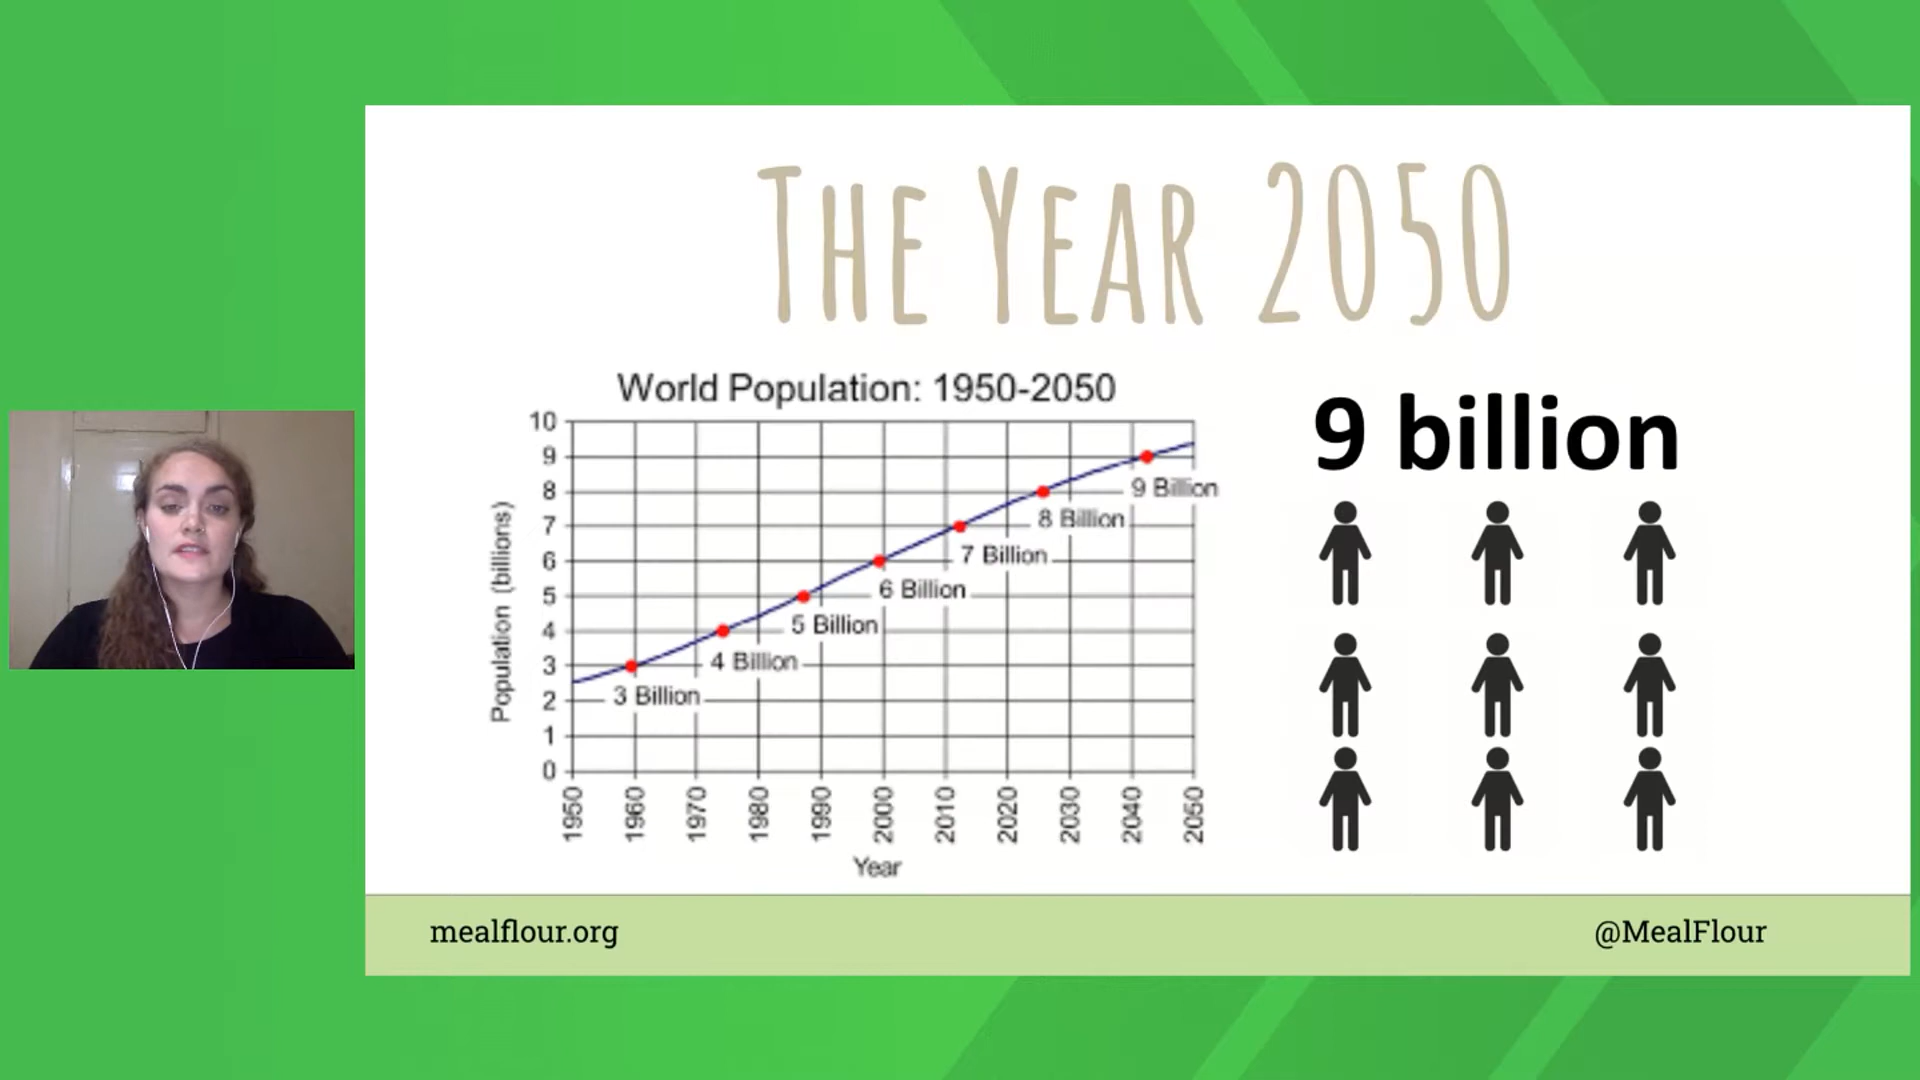 The Year 2050
World Population: 1950-2050
9 billion
Population (billions)
10
9
8
7
6
5
4
3
2
1
0
9 Billion
8 Billion
7 Billion
6 Billion
5 Billion
4 Billion
3 Billion
1950
1960
1970
1980
1990
2000
2010
2020
2030
2040
2050
Year
mealflour.org
@MealFlour